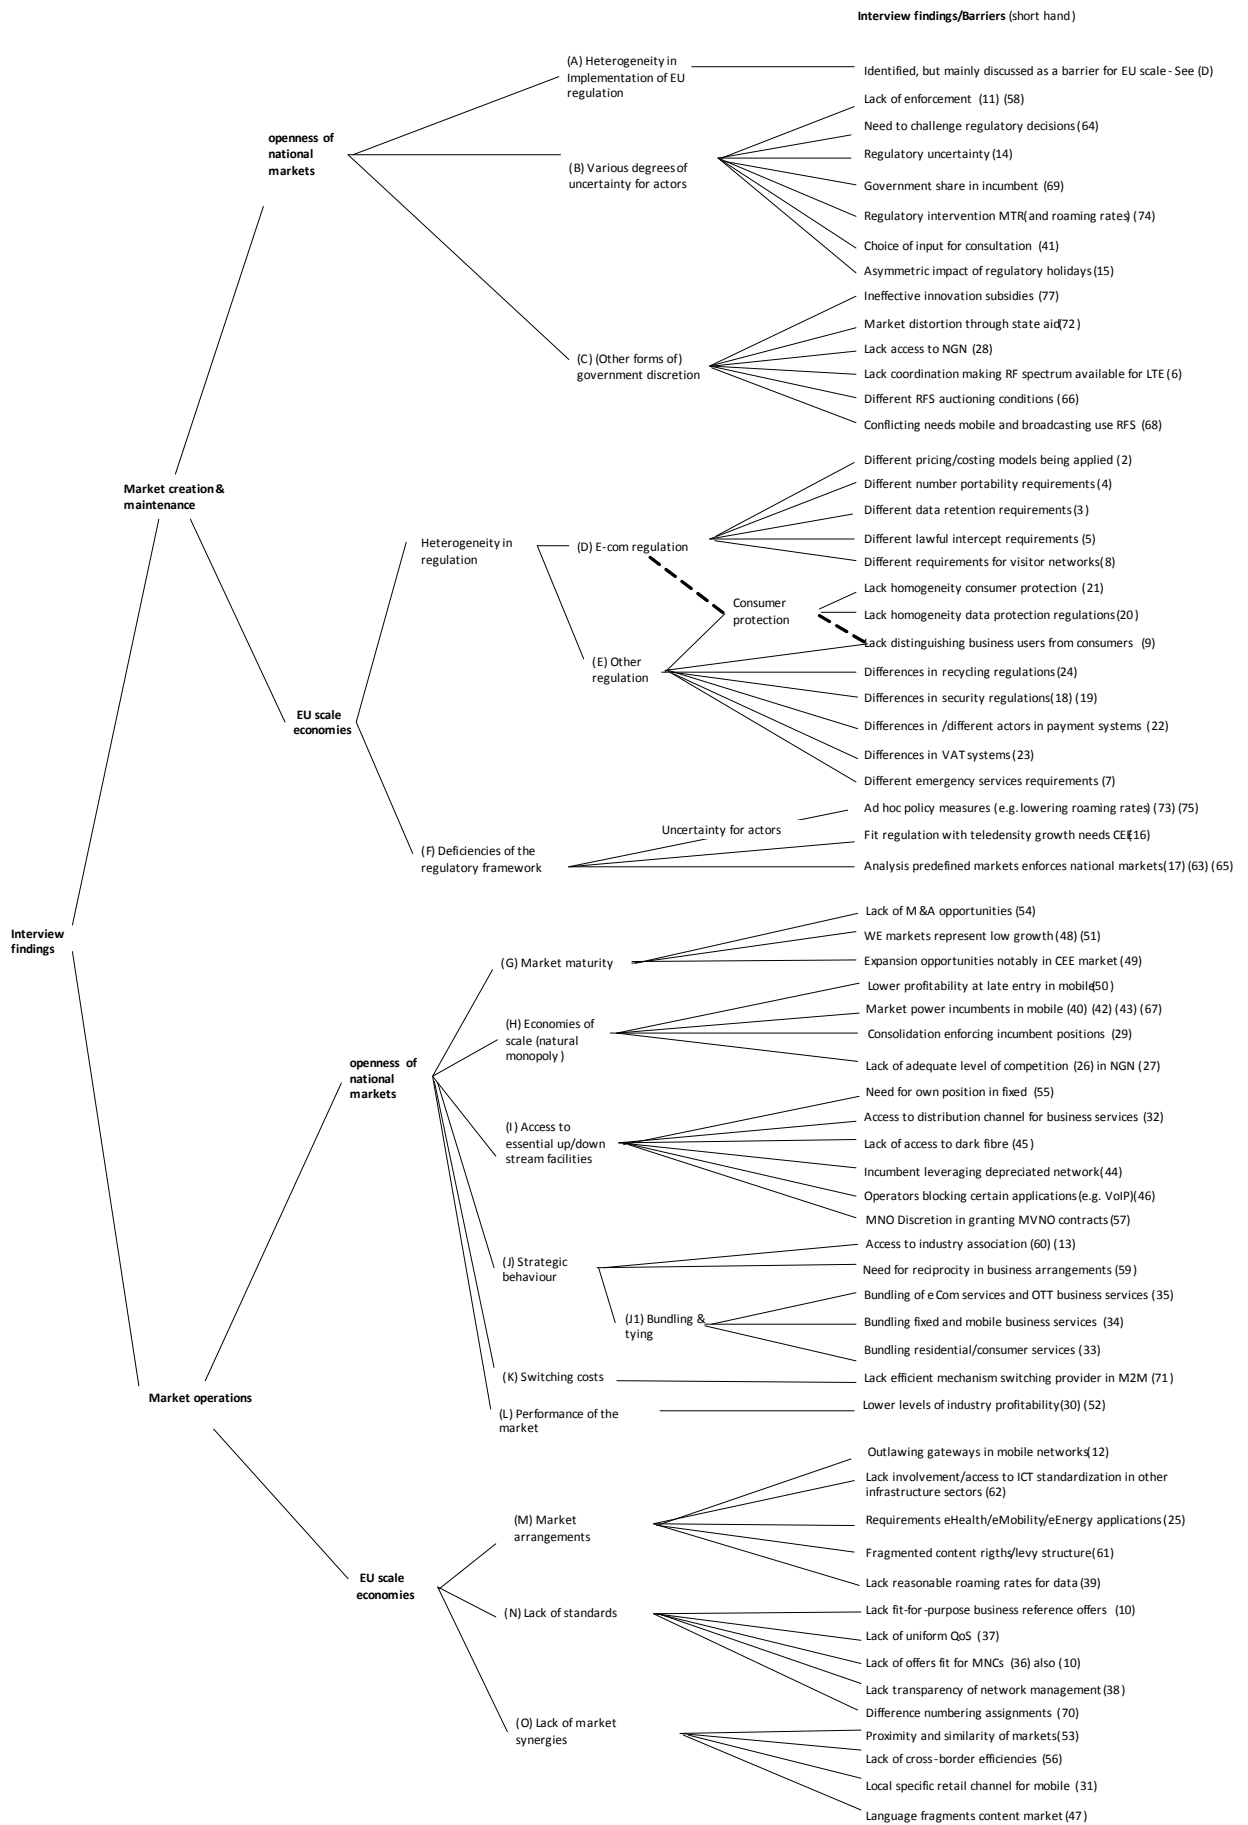 Interview findings/Barriers (short hand)
(A) Heterogeneity in
Implementation of EU
regulation
Identified, but mainly discussed as a barrier for EU scale - See (D)
openness of
national
markets
(B) Various degrees of
uncertainty for actors
Lack of enforcement (11) (58)
Need to challenge regulatory decisions (64)
Regulatory uncertainty (14)
Government share in incumbent (69)
Regulatory intervention MTR(and roaming rates) (74)
Choice of input for consultation (41)
Asymmetric impact of regulatory holidays (15)
(C) (Other forms of)
government discretion
Ineffective innovation subsidies (77)
Market distortion through state aid(72)
Lack access to NGN (28)
Lack coordination making RF spectrum available for LTE (6)
Different RFS auctioning conditions (66)
Conflicting needs mobile and broadcasting use RFS (68)
Market creation &
maintenance
Heterogeneity in
regulation
(D) E-com regulation
Different pricing/costing models being applied (2)
Different number portability requirements (4)
Different data retention requirements (3)
Different lawful intercept requirements (5)
Different requirements for visitor networks (8)
Consumer
protection
Lack homogeneity consumer protection (21)
Lack homogeneity data protection regulations (20)
Lack distinguishing business users from consumers (9)
(E) Other
regulation
Differences in recycling regulations (24)
Differences in security regulations (18) (19)
Differences in /different actors in payment systems (22)
Differences in VAT systems (23)
Different emergency services requirements (7)
EU scale
economies
(F) Deficiencies of the
regulatory framework
Uncertainty for actors
Ad hoc policy measures (e.g. lowering roaming rates) (73) (75)
Fit regulation with teledensity growth needs CEE(16)
Analysis predefined markets enforces national markets(17) (63) (65)
Interview
findings
(G) Market maturity
Lack of M &A opportunities (54)
WE markets represent low growth (48) (51)
Expansion opportunities notably in CEE market (49)
(H) Economies of
scale (natural
monopoly )
Lower profitability at late entry in mobile(50)
Market power incumbents in mobile (40) (42) (43) (67)
Consolidation enforcing incumbent positions (29)
Lack of adequate level of competition (26) in NGN (27)
openness of
national
markets
(I) Access to
essential up/down
stream facilities
Need for own position in fixed (55)
Access to distribution channel for business services (32)
Lack of access to dark fibre (45)
Incumbent leveraging depreciated network (44)
Operators blocking certain applications (e.g. VoIP)(46)
MNO Discretion in granting MVNO contracts (57)
(J) Strategic
behaviour
Access to industry association (60) (13)
Need for reciprocity in business arrangements (59)
(J1) Bundling &
tying
Bundling of eCom services and OTT business services (35)
Bundling fixed and mobile business services (34)
Bundling residential/consumer services (33)
(K) Switching costs
Lack efficient mechanism switching provider in M2M (71)
(L) Performance of the
market
Lower levels of industry profitability (30) (52)
Market operations
(M) Market
arrangements
Outlawing gateways in mobile networks(12)
Lack involvement/access to ICT standardization in other
infrastructure sectors (62)
Requirements eHealth/eMobility/eEnergy applications (25)
Fragmented content rigths/levy structure (61)
Lack reasonable roaming rates for data (39)
EU scale
economies
(N) Lack of standards
Lack fit-for-purpose business reference offers (10)
Lack of uniform QoS (37)
Lack of offers fit for MNCs (36) also (10)
Lack transparency of network management (38)
Difference numbering assignments (70)
(O) Lack of market
synergies
Proximity and similarity of markets(53)
Lack of cross-border efficiencies (56)
Local specific retail channel for mobile (31)
Language fragments content market (47)